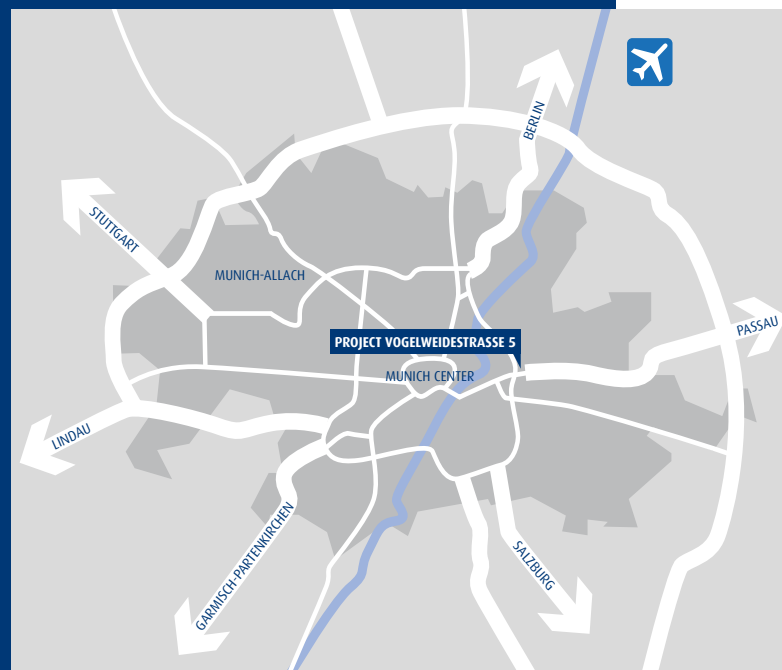 BERLIN
STUTTGART
MUNICH-ALLACH
PASSAU
PROJECT VOGELWEIDESTRASSE 5
MUNICH CENTER
LINDAU
GARMISCH-PARTENKIRCHEN
SALZBURG